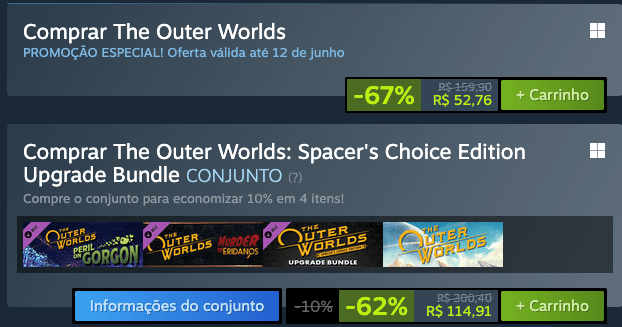 Comprar The Outer Worlds
PROMOÇÃO ESPECIAL! Oferta válida até 12 de junho
-67%
R$ 159,90
R$ 52,76
+ Carrinho
Comprar The Outer Worlds: Spacer's Choice Edition
Upgrade Bundle CONJUNTO (?)
Compre o conjunto para economizar 10% em 4 itens!
DLC
THE OUTER WORLDS
PERIL ON GORGON
DLC
THE OUTER WORLDS
MURDER ON ERIDANOS
DLC
THE OUTER WORLDS
UPGRADE BUNDLE
THE OUTER WORLDS
Informações do conjunto
-10%
-62%
R$ 300,40
R$ 114,91
+ Carrinho